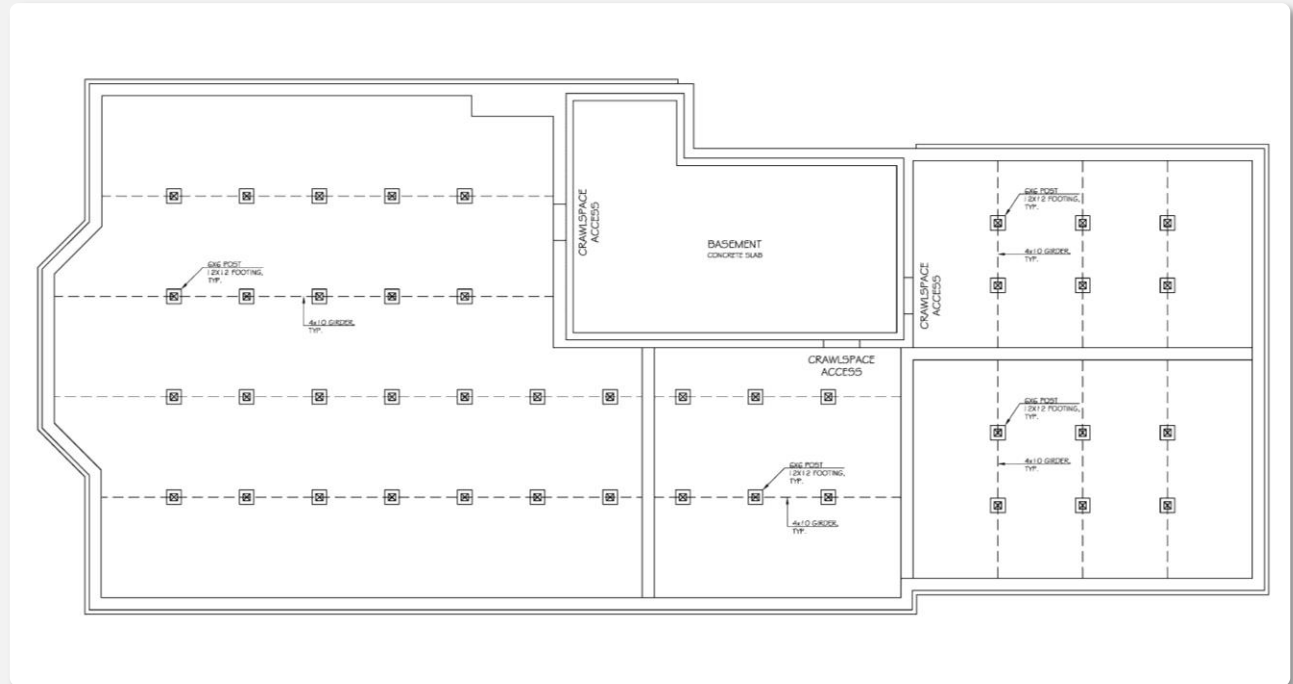 CRAWLSPACE
ACCESS
BASEMENT
CONCRETE SLAB
6X6 POST
12X12 FOOTING,
TYP.
4x10 GIRDER,
TYP.
CRAWLSPACE
ACCESS
6X6 POST
12X12 FOOTING,
TYP.
4x10 GIRDER,
TYP.
CRAWLSPACE
ACCESS
6X6 POST
12X12 FOOTING,
TYP.
4x10 GIRDER,
TYP.
6X6 POST
12X12 FOOTING,
TYP.
4x10 GIRDER,
TYP.